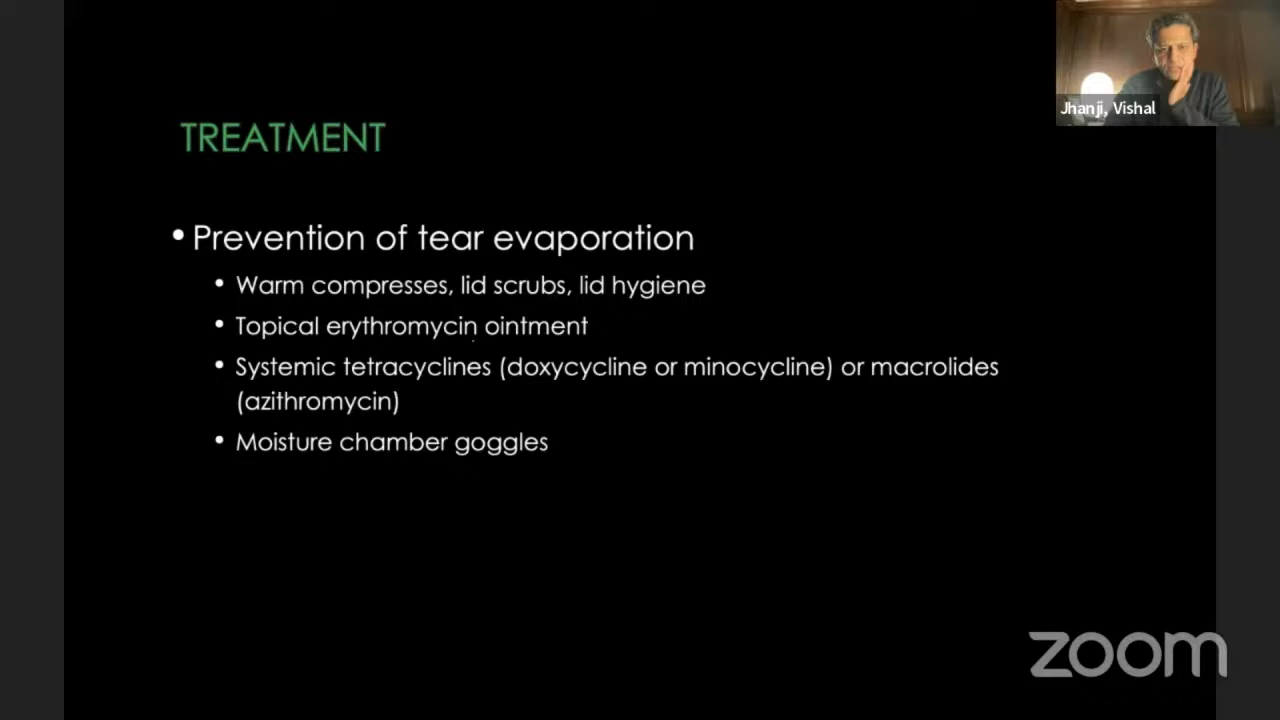 Jhanji, Vishal
TREATMENT
• Prevention of tear evaporation
• Warm compresses, lid scrubs, lid hygiene
• Topical erythromycin ointment
• Systemic tetracyclines (doxycycline or minocycline) or macrolides
(azithromycin)
• Moisture chamber goggles
zoom